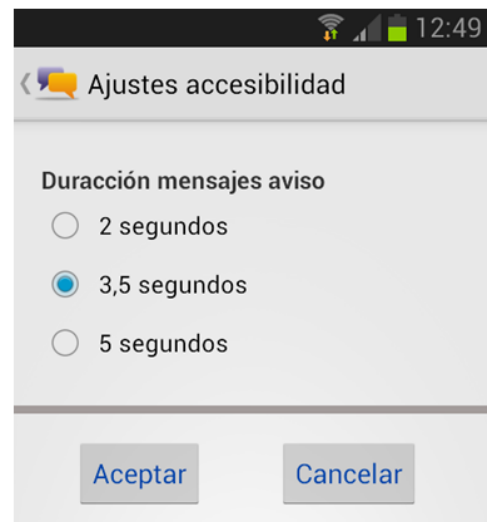 12:49
Ajustes accesibilidad
Duracción mensajes aviso
2 segundos
3,5 segundos
5 segundos
Aceptar Cancelar